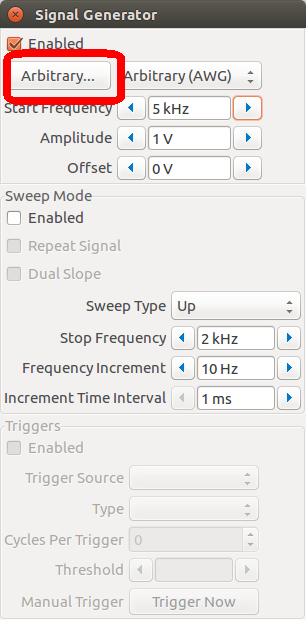 Signal Generator
Enabled
Arbitrary... Arbitrary (AWG)
Start Frequency 5 kHz
Amplitude 1 V
Offset 0 V
Sweep Mode
Enabled
Repeat Signal
Dual Slope
Sweep Type Up
Stop Frequency 2 kHz
Frequency Increment 10 Hz
Increment Time Interval 1 ms
Triggers
Enabled
Trigger Source
Type
Cycles Per Trigger 0
Threshold
Manual Trigger Trigger Now